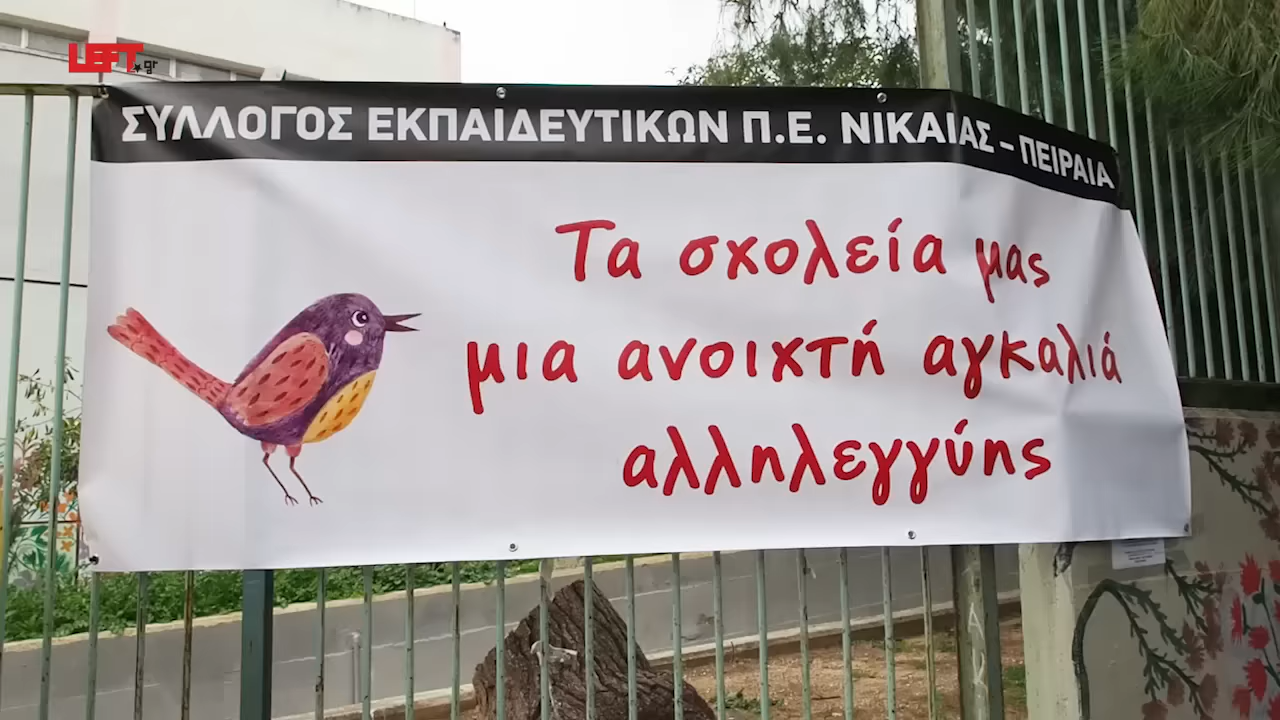 LEFT.gr
ΣΥΛΛΟΓΟΣ ΕΚΠΑΙΔΕΥΤΙΚΩΝ Π.Ε. ΝΙΚΑΙΑΣ – ΠΕΙΡΑΙΑ
Τα σχολεία μας
μια ανοιχτή αγκαλιά
αλληλεγγύης